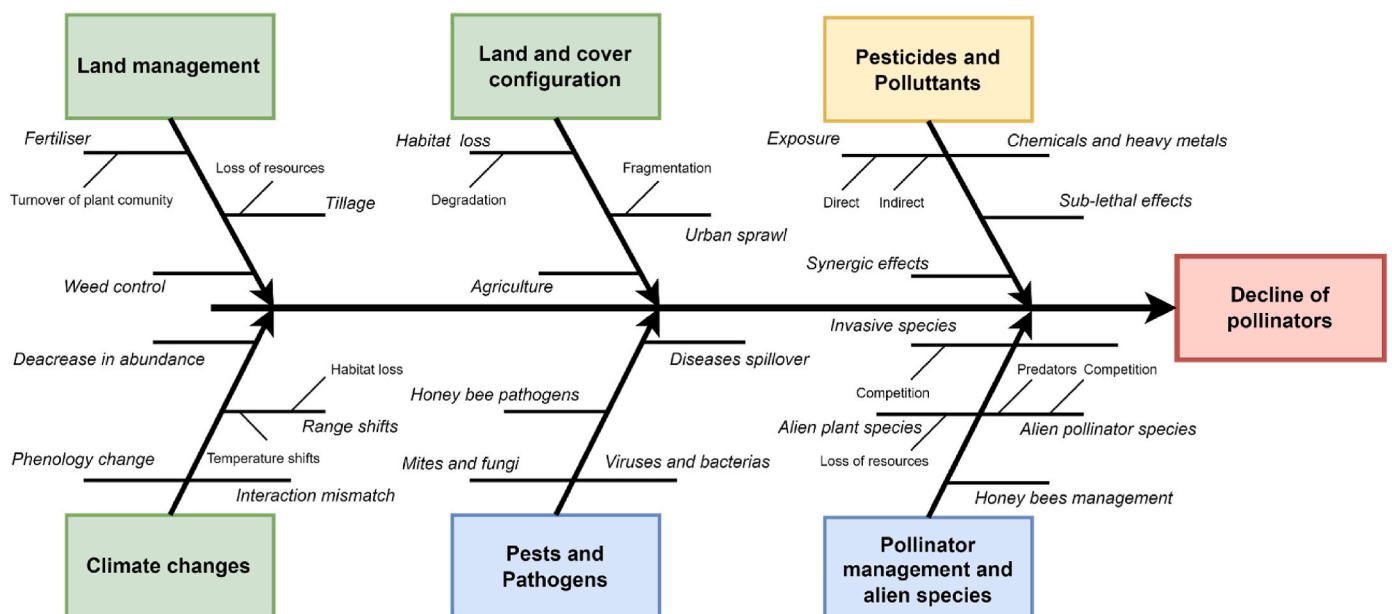 Land management
Land and cover
configuration
Pesticides and
Polluttants
Fertiliser
Turnover of plant comunity
Loss of resources
Tillage
Weed control
Habitat loss
Degradation
Fragmentation
Urban sprawl
Agriculture
Exposure
Direct
Indirect
Chemicals and heavy metals
Sub-lethal effects
Synergic effects
Decline of
pollinators
Deacrease in abundance
Habitat loss
Range shifts
Temperature shifts
Phenology change
Interaction mismatch
Diseases spillover
Honey bee pathogens
Mites and fungi
Viruses and bacterias
Invasive species
Competition
Predators
Competition
Alien plant species
Alien pollinator species
Loss of resources
Honey bees management
Climate changes
Pests and
Pathogens
Pollinator
management and
alien species